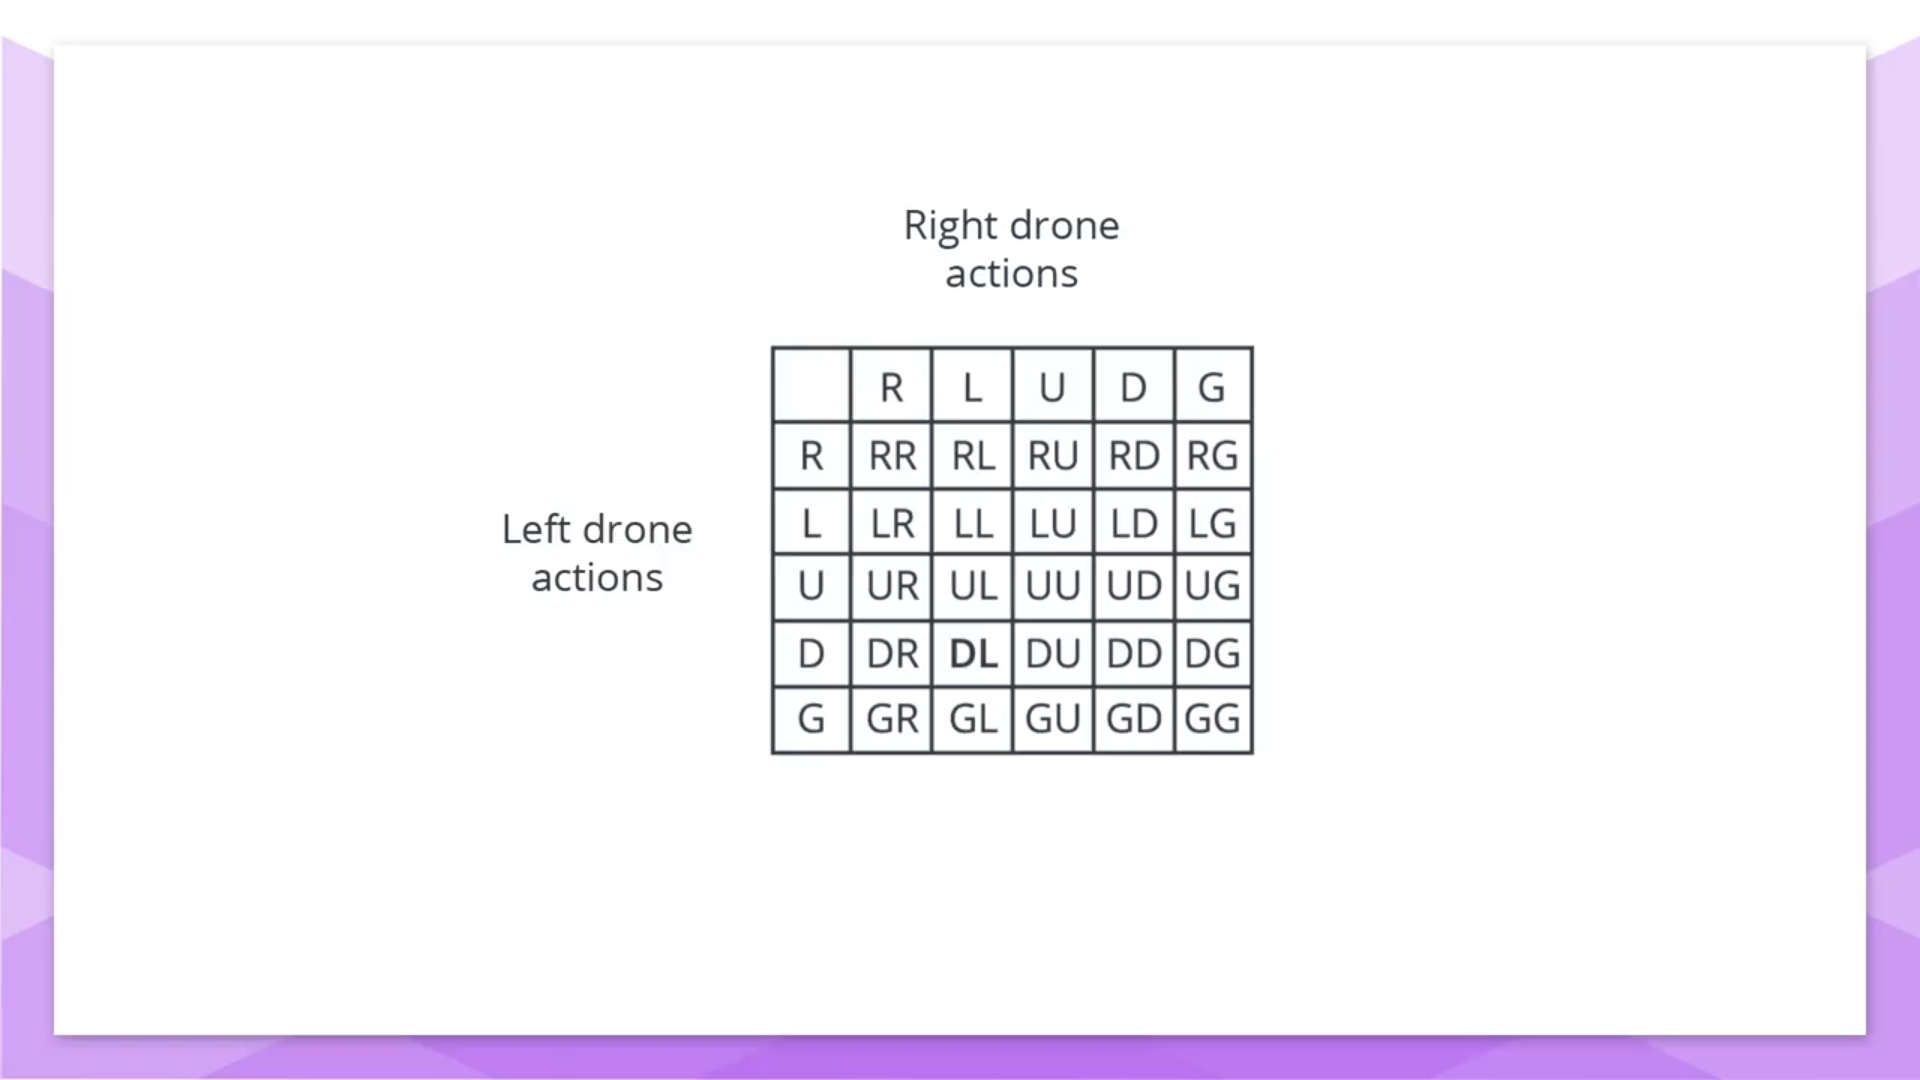 Right drone
actions
R L U D G
R RR RL RU RD RG
Left drone
actions
L LR LL LU LD LG
U UR UL UU UD UG
D DR DL DU DD DG
G GR GL GU GD GG